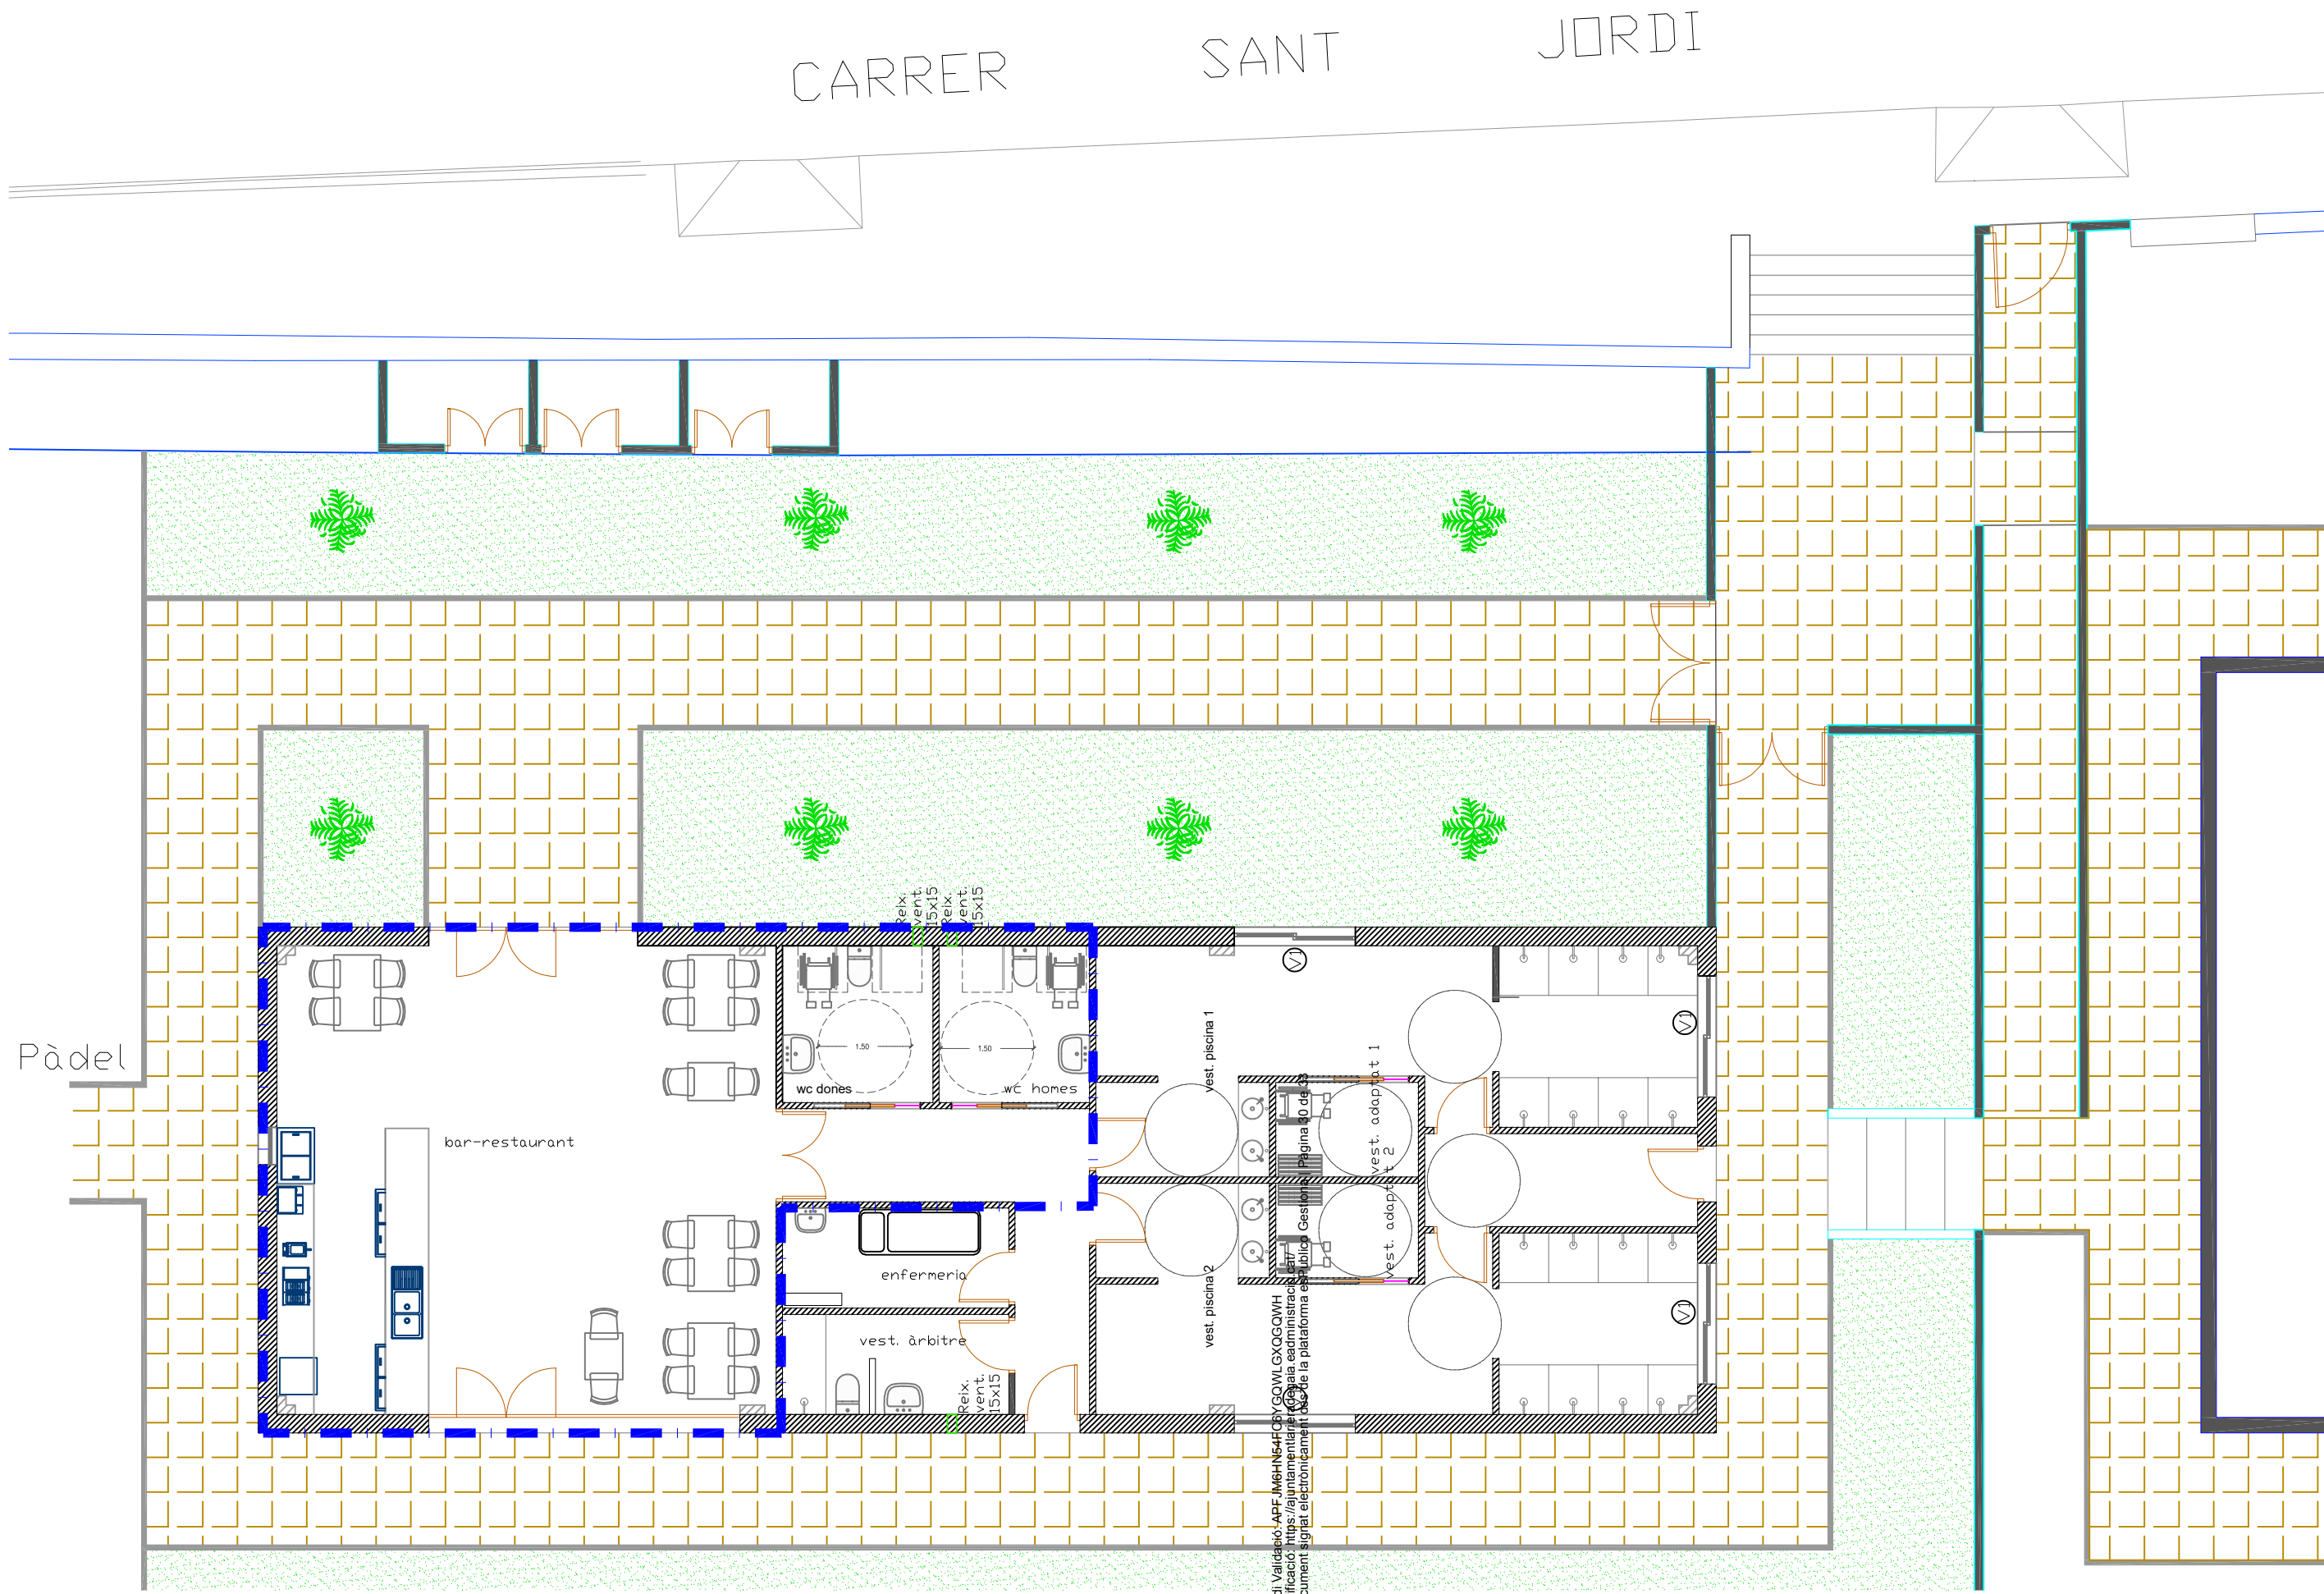 CARRER SANT JORDI
Reix.
vent.
15x15
Reix.
vent.
15x15
V1
V1
Pàdel
1,50
1,50
wc dones
wc homes
vest. piscina 1
vest. adaptat 1
bar-restaurant
vest. adaptat 2
enfermeria
vest. piscina 2
vest. àrbitre
V1
Reix.
vent.
15x15